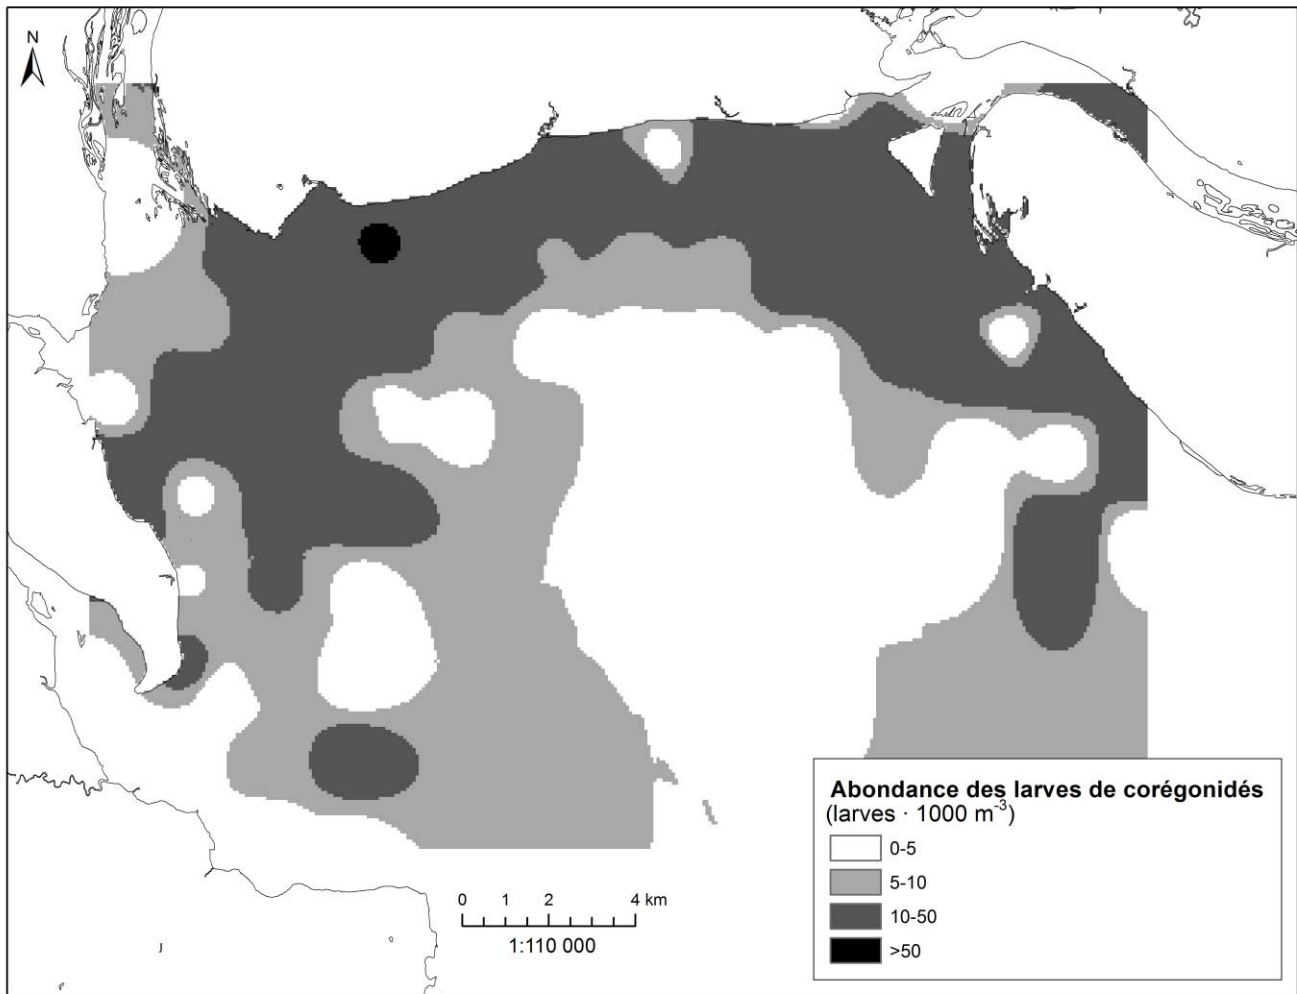 N
Abondance des larves de corégonidés
(larves · 1000 m⁻³)
0-5
5-10
10-50
>50
0 1 2 4 km
1:110 000